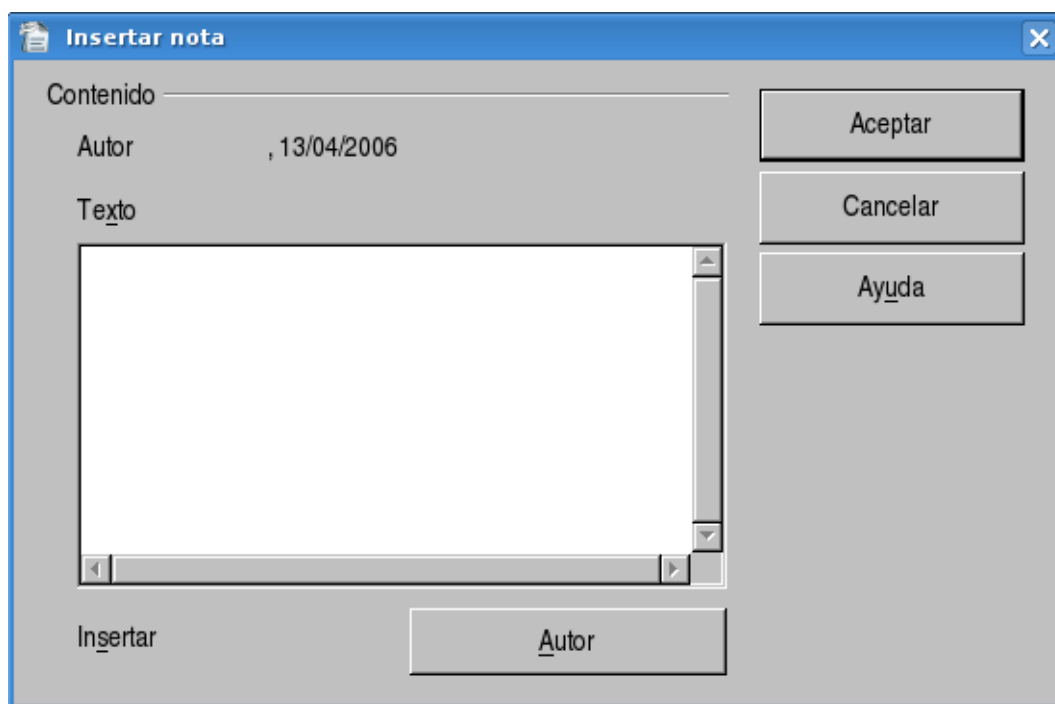 Insertar nota
Contenido
Aceptar
Autor , 13/04/2006
Cancelar
Texto
Ayuda
Insertar Autor